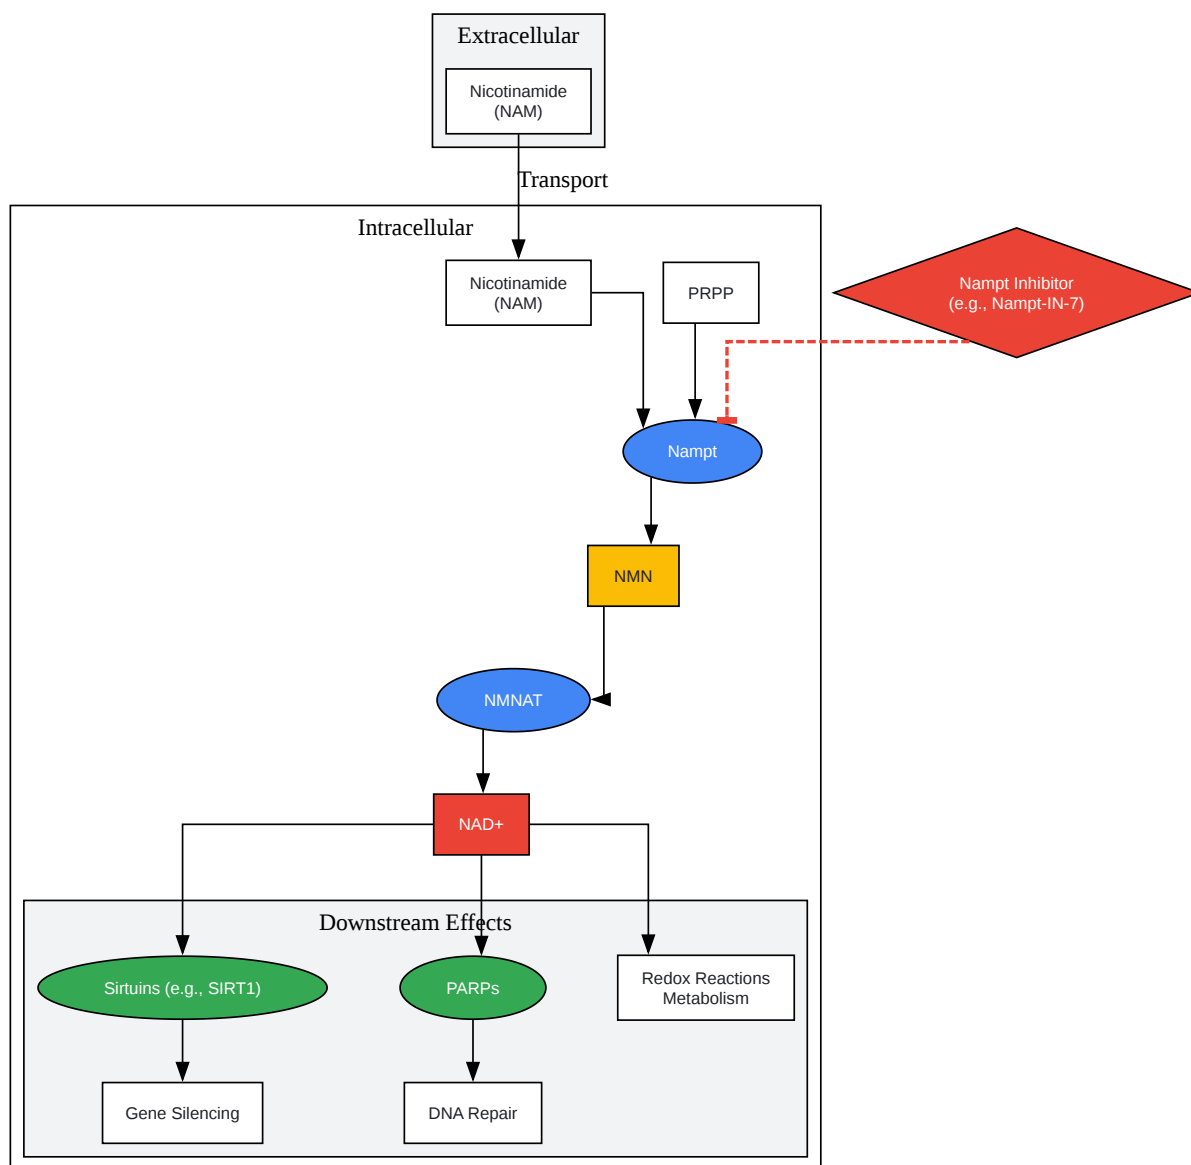 Extracellular
Nicotinamide
(NAM)
Transport
Intracellular
Nicotinamide
(NAM)
PRPP
Nampt Inhibitor
(e.g., Nampt-IN-7)
Nampt
NMN
NMNAT
NAD+
Downstream Effects
Sirtuins (e.g., SIRT1)
PARPs
Redox Reactions
Metabolism
Gene Silencing
DNA Repair